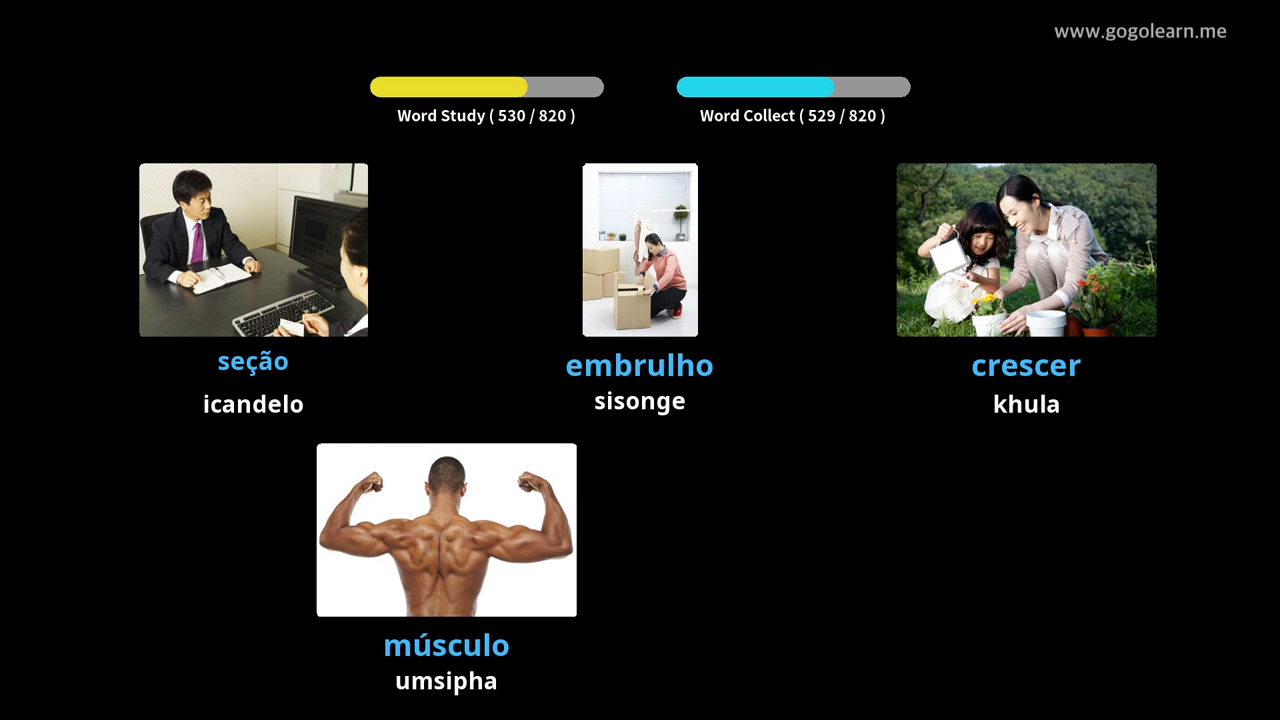 www.gogolearn.me
Word Study ( 530 / 820 )
Word Collect ( 529 / 820 )
seção
icandelo
embrulho
sisonge
crescer
khula
músculo
umsipha